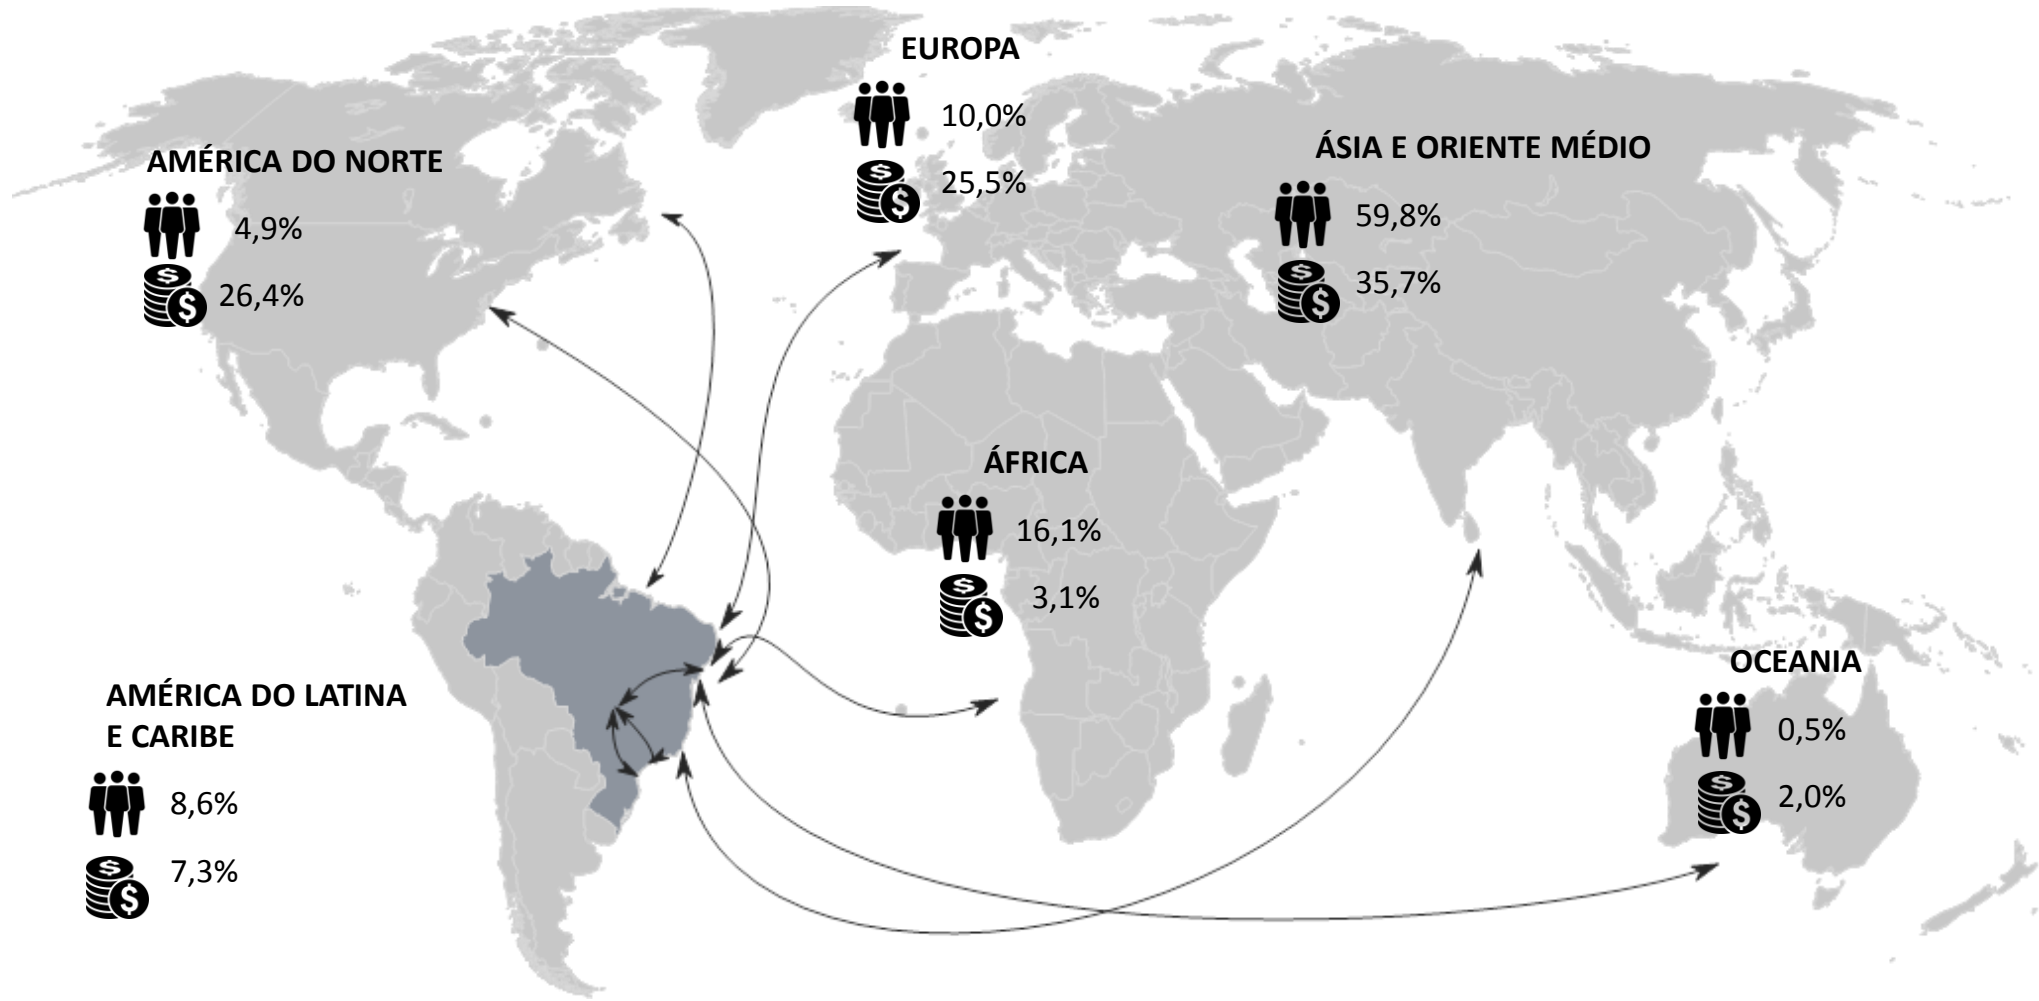 EUROPA
10,0%
25,5%
AMÉRICA DO NORTE
4,9%
26,4%
ÁSIA E ORIENTE MÉDIO
59,8%
35,7%
ÁFRICA
16,1%
3,1%
AMÉRICA DO LATINA
E CARIBE
8,6%
7,3%
OCEANIA
0,5%
2,0%